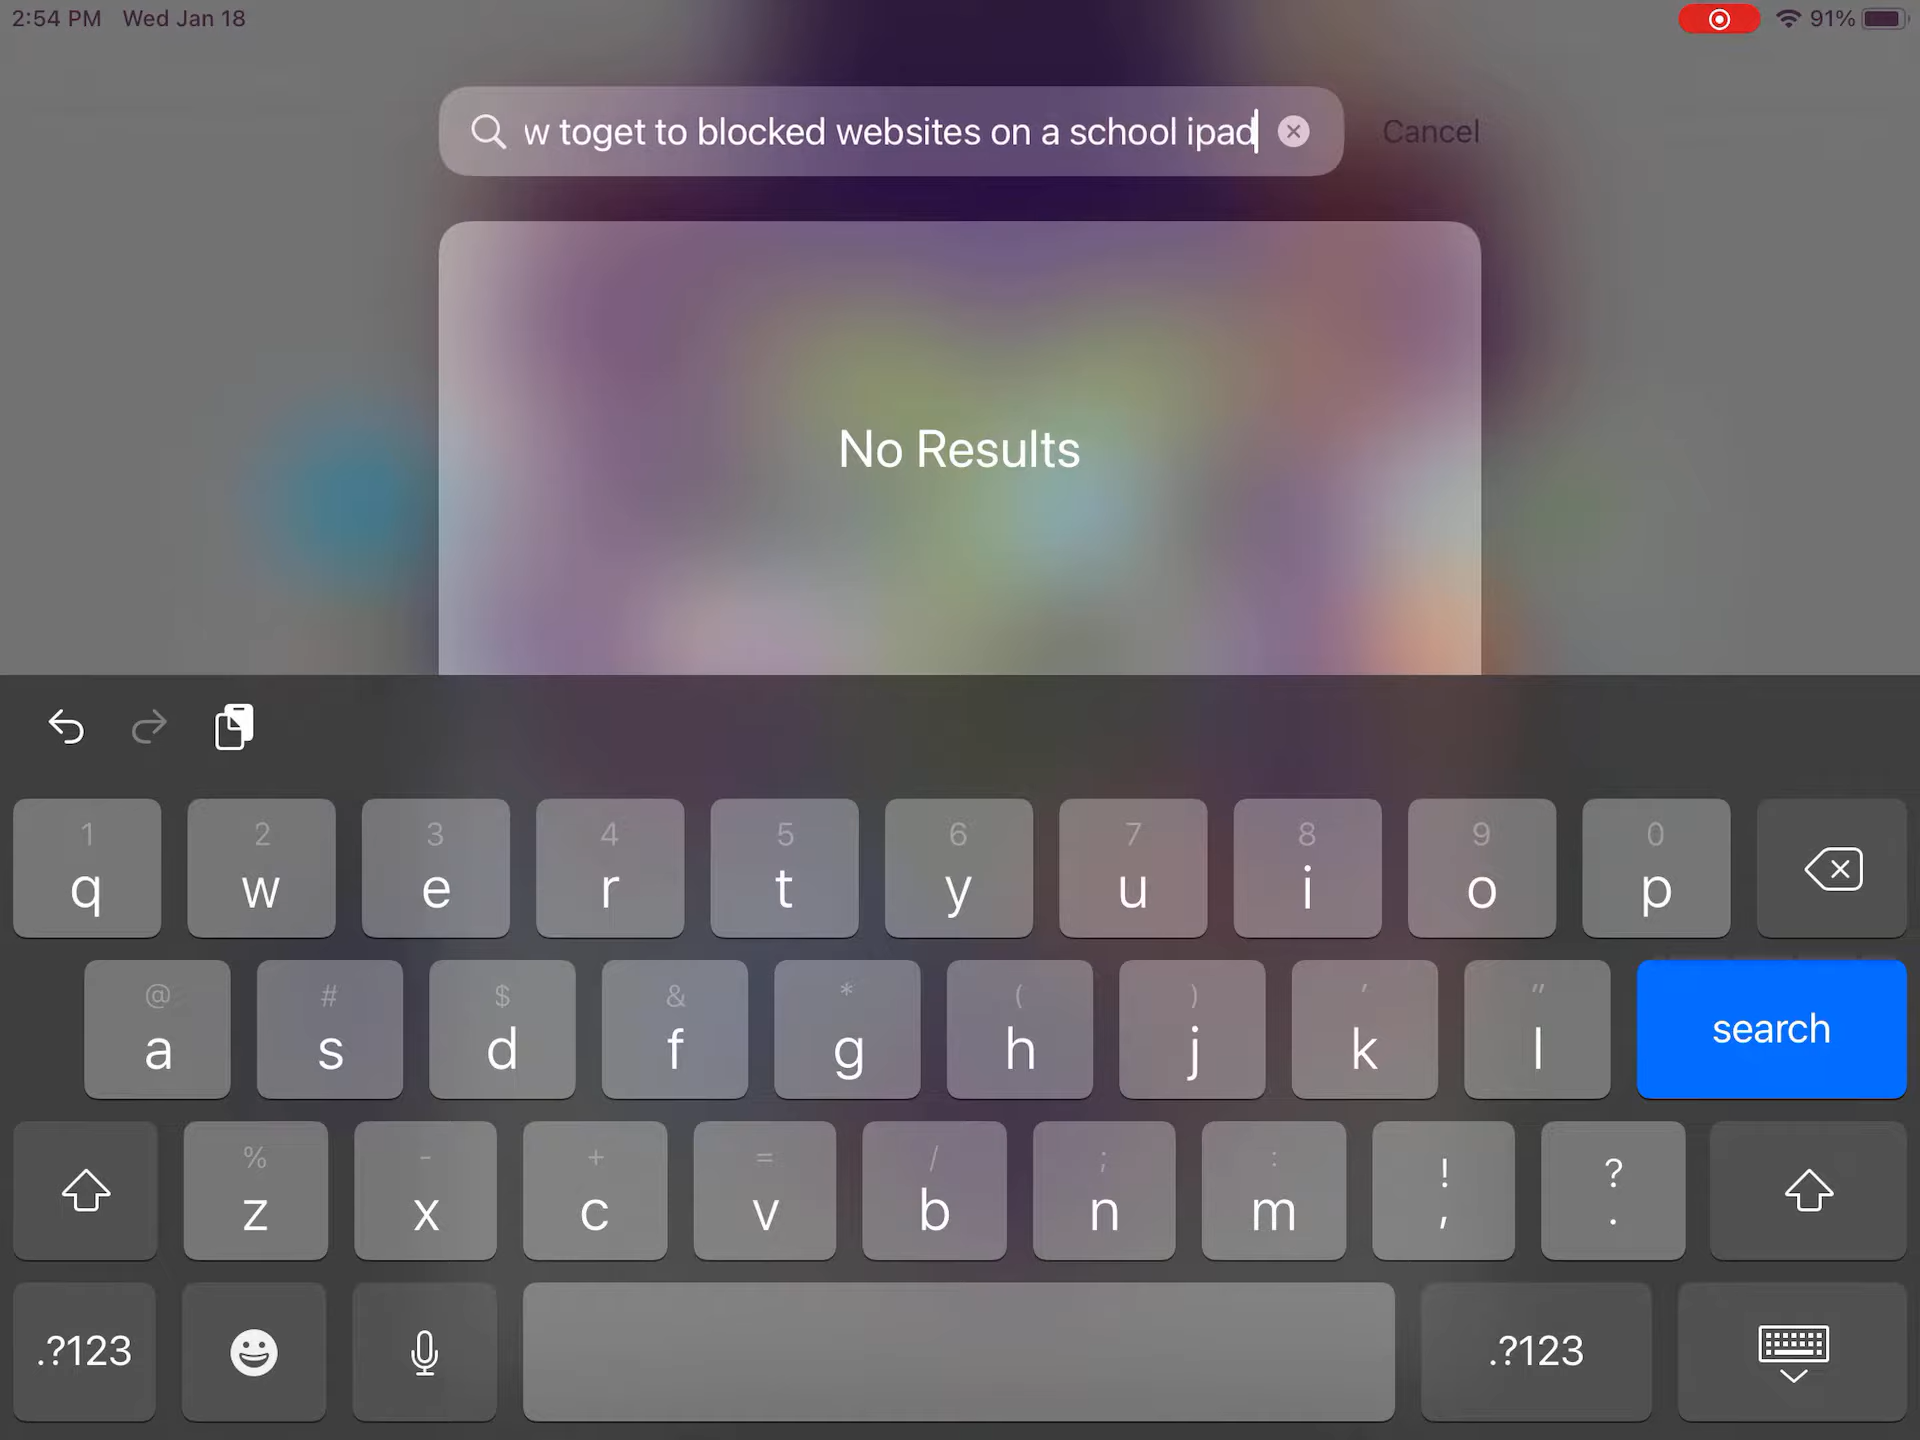 2:54 PM Wed Jan 18
91%
w toget to blocked websites on a school ipad
Cancel
No Results
1 2 3 4 5 6 7 8 9 0
q w e r t y u i o p
@ # $ & * ( ) ' "
a s d f g h j k l search
% - + = / ; : ! ?
z x c v b n m , .
.?123 .?123